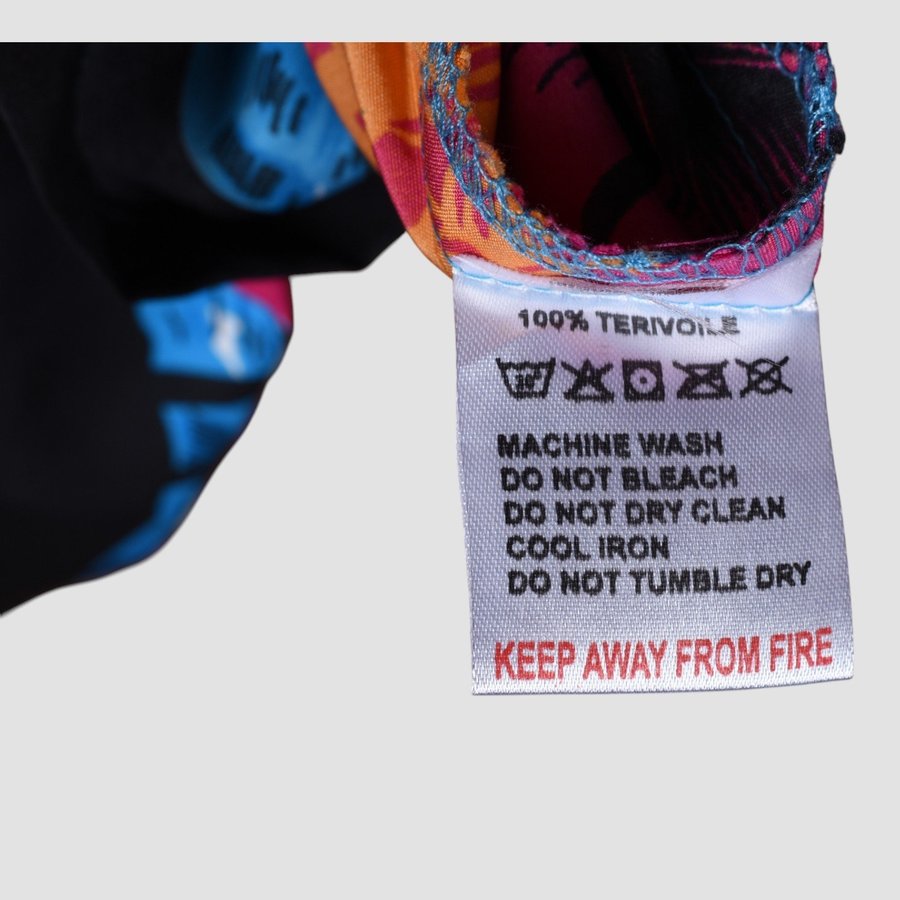 100% TERIVOILE
30°
MACHINE WASH
DO NOT BLEACH
DO NOT DRY CLEAN
COOL IRON
DO NOT TUMBLE DRY
KEEP AWAY FROM FIRE